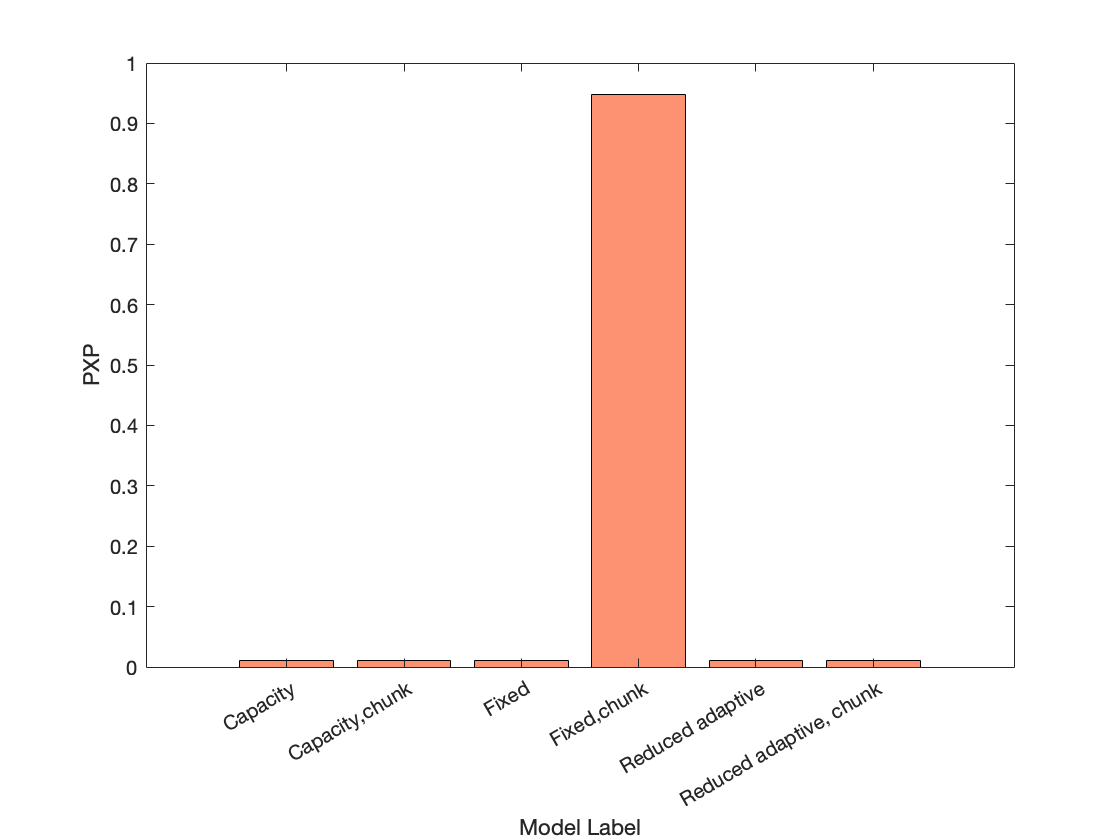 1
0.9
0.8
0.7
0.6
0.5
0.4
0.3
0.2
0.1
0
PXP
Capacity
Capacity,chunk
Fixed
Fixed,chunk
Reduced adaptive
Reduced adaptive, chunk
Model Label